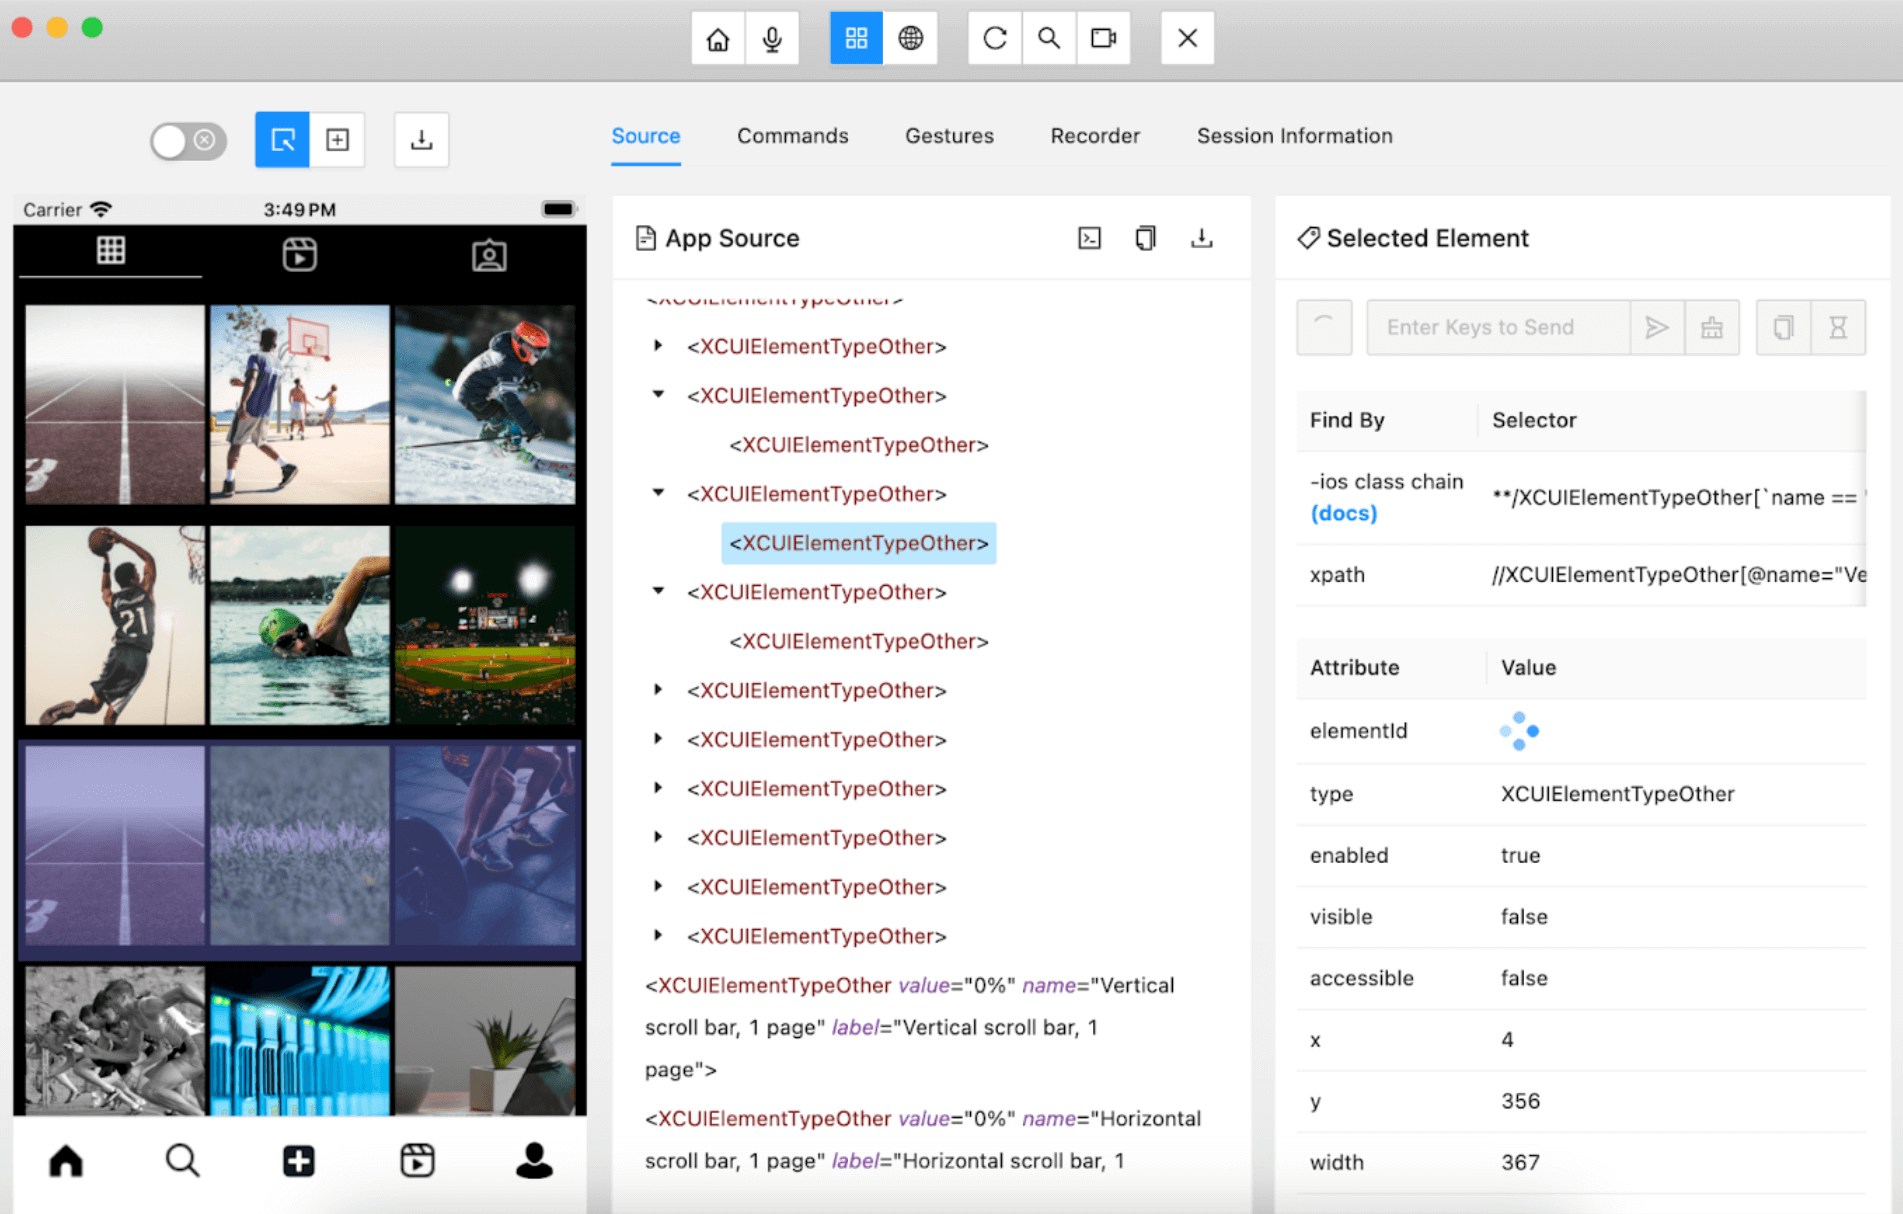 Source
Commands
Gestures
Recorder
Session Information
Carrier
3:49 PM
21
App Source
<XCUIElementTypeOther>
<XCUIElementTypeOther>
<XCUIElementTypeOther>
<XCUIElementTypeOther>
<XCUIElementTypeOther>
<XCUIElementTypeOther>
<XCUIElementTypeOther>
<XCUIElementTypeOther>
<XCUIElementTypeOther>
<XCUIElementTypeOther>
<XCUIElementTypeOther>
<XCUIElementTypeOther>
<XCUIElementTypeOther>
<XCUIElementTypeOther>
<XCUIElementTypeOther value="0%" name="Vertical
scroll bar, 1 page" label="Vertical scroll bar, 1
page">
<XCUIElementTypeOther value="0%" name="Horizontal
scroll bar, 1 page" label="Horizontal scroll bar, 1
Selected Element
Enter Keys to Send
Find By Selector
-ios class chain
(docs)
**/XCUIElementTypeOther[`name == "
xpath //XCUIElementTypeOther[@name="Ve
Attribute Value
elementId
type XCUIElementTypeOther
enabled true
visible false
accessible false
x 4
y 356
width 367